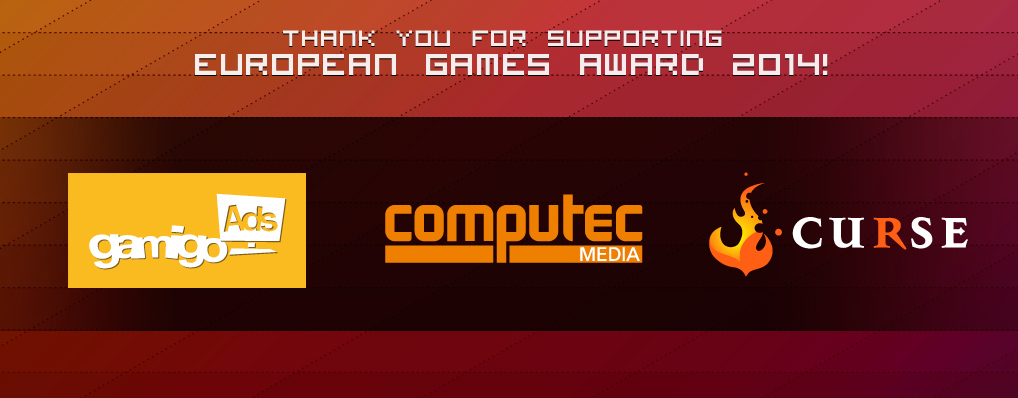 THANK YOU FOR SUPPORTING
EUROPEAN GAMES AWARD 2014!
gamigo Ads
computec
MEDIA
CURSE